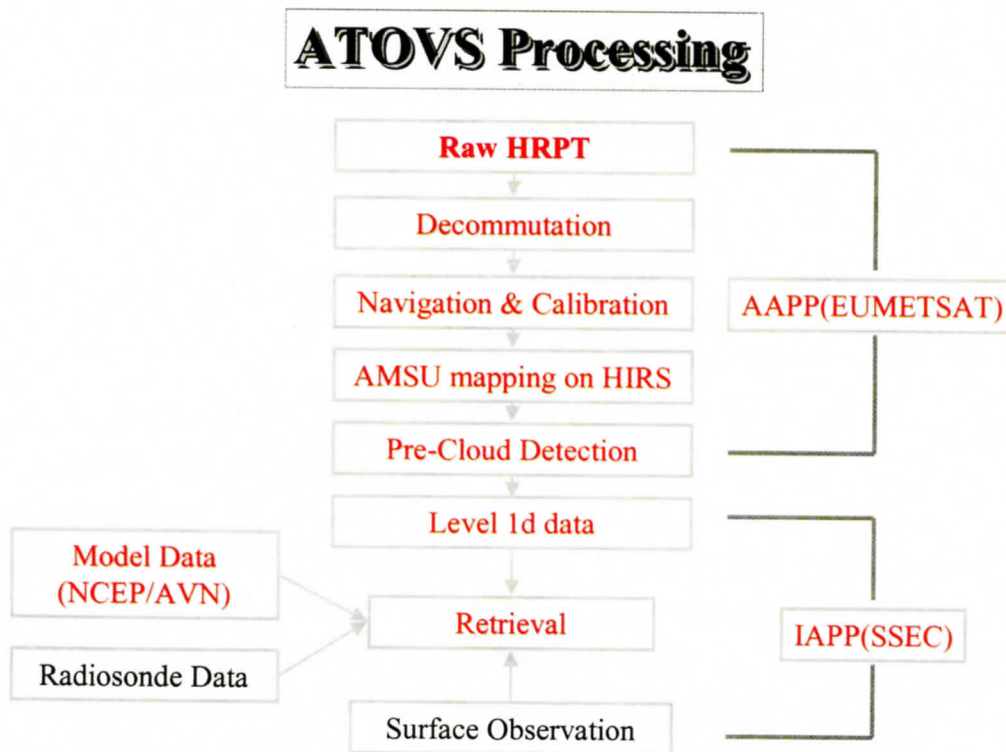 ATOVS Processing
Raw HRPT
Decommutation
Navigation & Calibration
AMSU mapping on HIRS
Pre-Cloud Detection
AAPP(EUMETSAT)
Level 1d data
Model Data
(NCEP/AVN)
Retrieval
Radiosonde Data
Surface Observation
IAPP(SSEC)